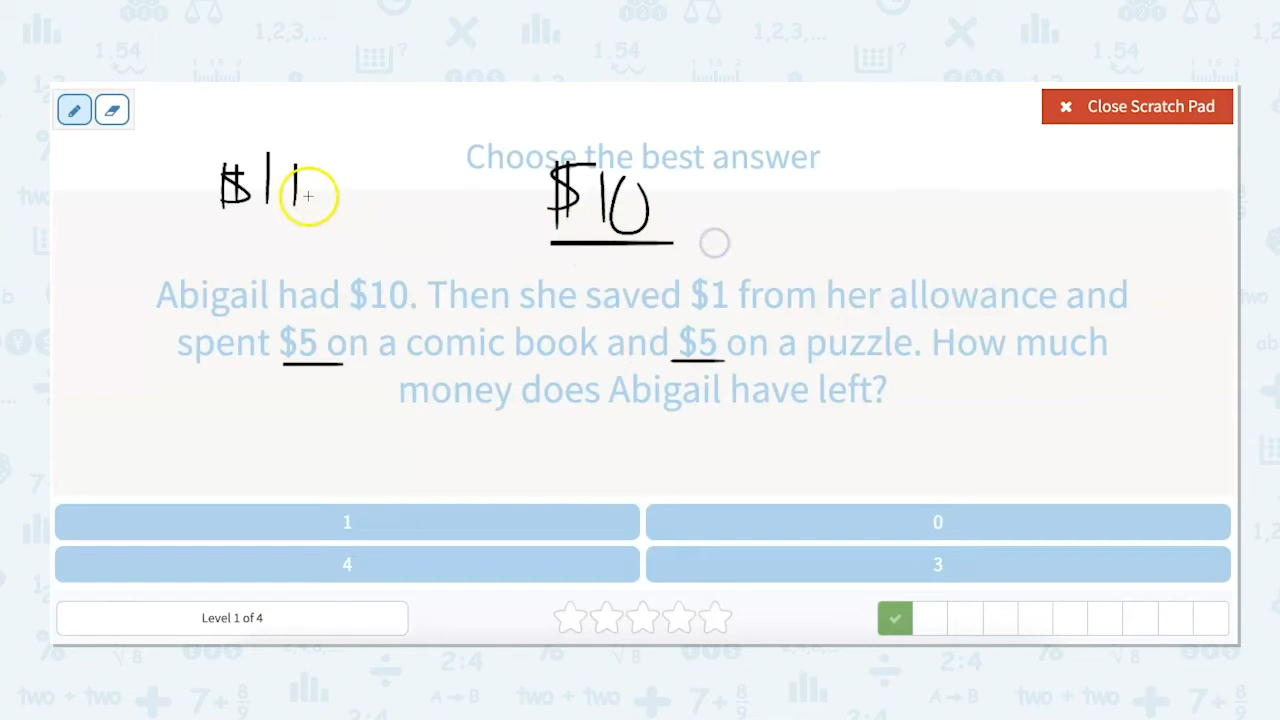 Close Scratch Pad
Choose the best answer
$11 $10
Abigail had $10. Then she saved $1 from her allowance and
spent $5 on a comic book and $5 on a puzzle. How much
money does Abigail have left?
1 0
4 3
Level 1 of 4